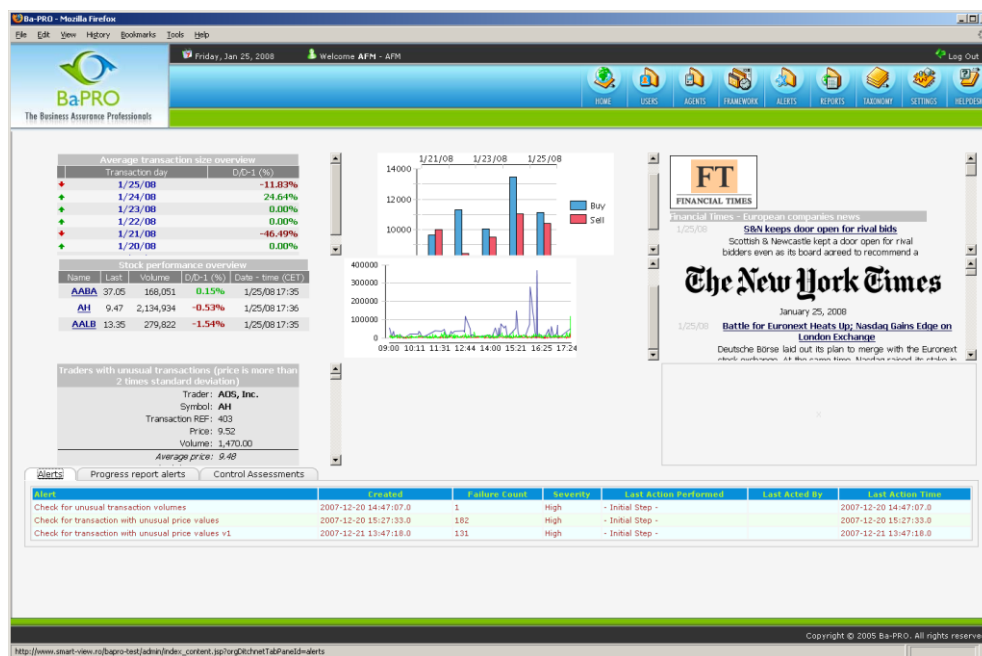 Ba-PRO - Mozilla Firefox
File Edit View History Bookmarks Tools Help
Friday, Jan 25, 2008 Welcome AFM - AFM Log Out
Ba-PRO
The Business Assurance Professionals
HOME USERS AGENTS FRAMEWORK ALERTS REPORTS TAXONOMY SETTINGS HELPDESK
Average transaction size overview
Transaction day D/D-1 (%)
1/25/08 -11.83%
1/24/08 24.64%
1/23/08 0.00%
1/22/08 0.00%
1/21/08 -46.49%
1/20/08 0.00%
1/21/08 1/23/08 1/25/08
14000
12000
10000
Buy
Sell
FT
FINANCIAL TIMES
Financial Times - European companies news
1/25/08 S&N keeps door open for rival bids
Scottish & Newcastle kept a door open for rival
bidders even as its board agreed to recommend a
Stock performance overview
Name Last Volume D/D-1 (%) Date - time (CET)
AABA 37.05 168,051 0.15% 1/25/08 17:35
AH 9.47 2,134,934 -0.53% 1/25/08 17:36
AALB 13.35 279,822 -1.54% 1/25/08 17:35
400000
300000
200000
100000
0
09:00 10:11 11:31 12:44 14:00 15:21 16:25 17:24
The New York Times
January 25, 2008
1/25/08 Battle for Euronext Heats Up; Nasdaq Gains Edge on
London Exchange
Deutsche Börse laid out its plan to merge with the Euronext
stock exchange. At the same time, Nasdaq raised its stake in
Traders with unusual transactions (price is more than
2 times standard deviation)
Trader: AOS, Inc.
Symbol: AH
Transaction REF: 403
Price: 9.52
Volume: 1,470.00
Average price: 9.48
Alerts Progress report alerts Control Assessments
Alert Created Failure Count Severity Last Action Performed Last Acted By Last Action Time
Check for unusual transaction volumes 2007-12-20 14:47:07.0 1 High - Initial Step - 2007-12-20 14:47:07.0
Check for transaction with unusual price values 2007-12-20 15:27:33.0 182 High - Initial Step - 2007-12-20 15:27:33.0
Check for transaction with unusual price values v1 2007-12-21 13:47:18.0 131 High - Initial Step - 2007-12-21 13:47:18.0
Copyright © 2005 Ba-PRO. All rights reserve
http://www.smart-view.ro/bapro-test/admin/index_content.jsp?orgDitchnetTabPaneId=alerts